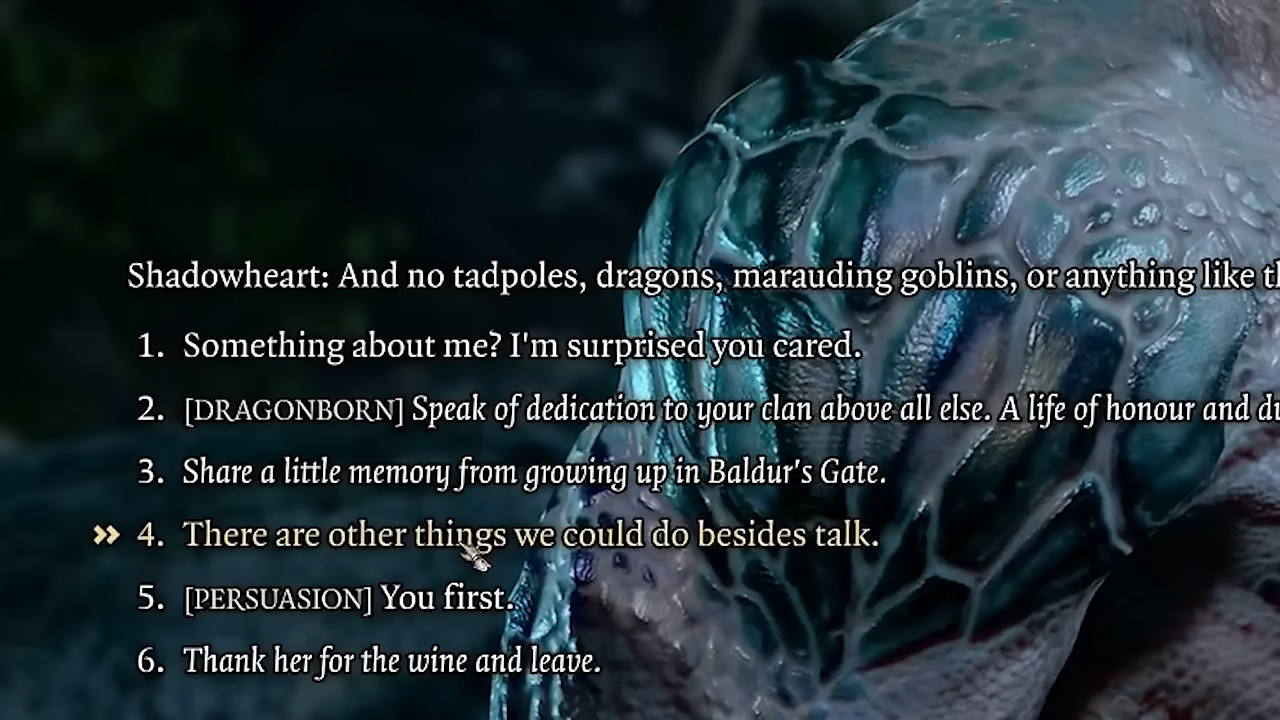 Shadowheart: And no tadpoles, dragons, marauding goblins, or anything like
1. Something about me? I'm surprised you cared.
2. [DRAGONBORN] Speak of dedication to your clan above all else. A life of honour and
3. Share a little memory from growing up in Baldur's Gate.
4. There are other things we could do besides talk.
5. [PERSUASION] You first.
6. Thank her for the wine and leave.